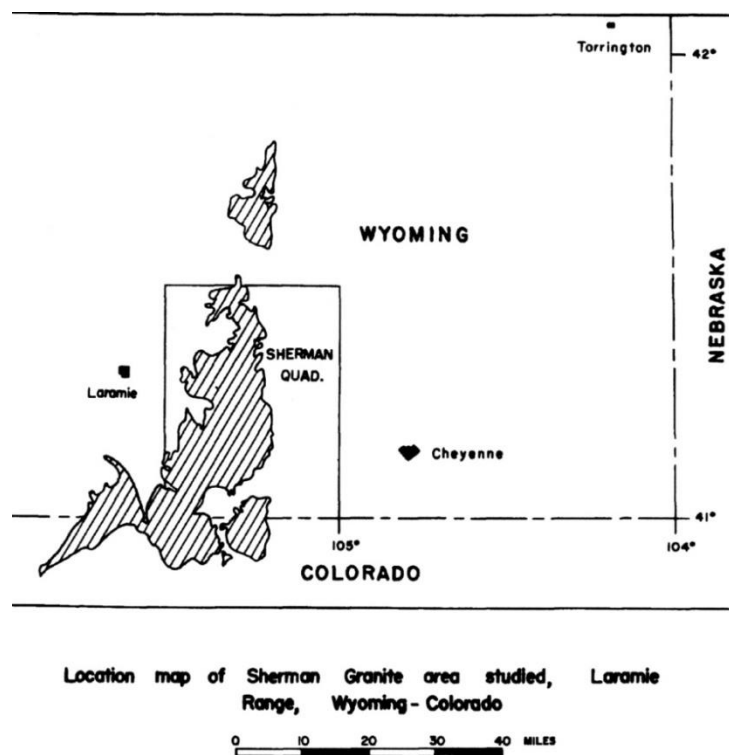 Torrington
42°
WYOMING
NEBRASKA
SHERMAN
QUAD.
Laramie
Cheyenne
41°
105°
104°
COLORADO
Location map of Sherman Granite area studied, Laramie
Range, Wyoming - Colorado
0 10 20 30 40 MILES